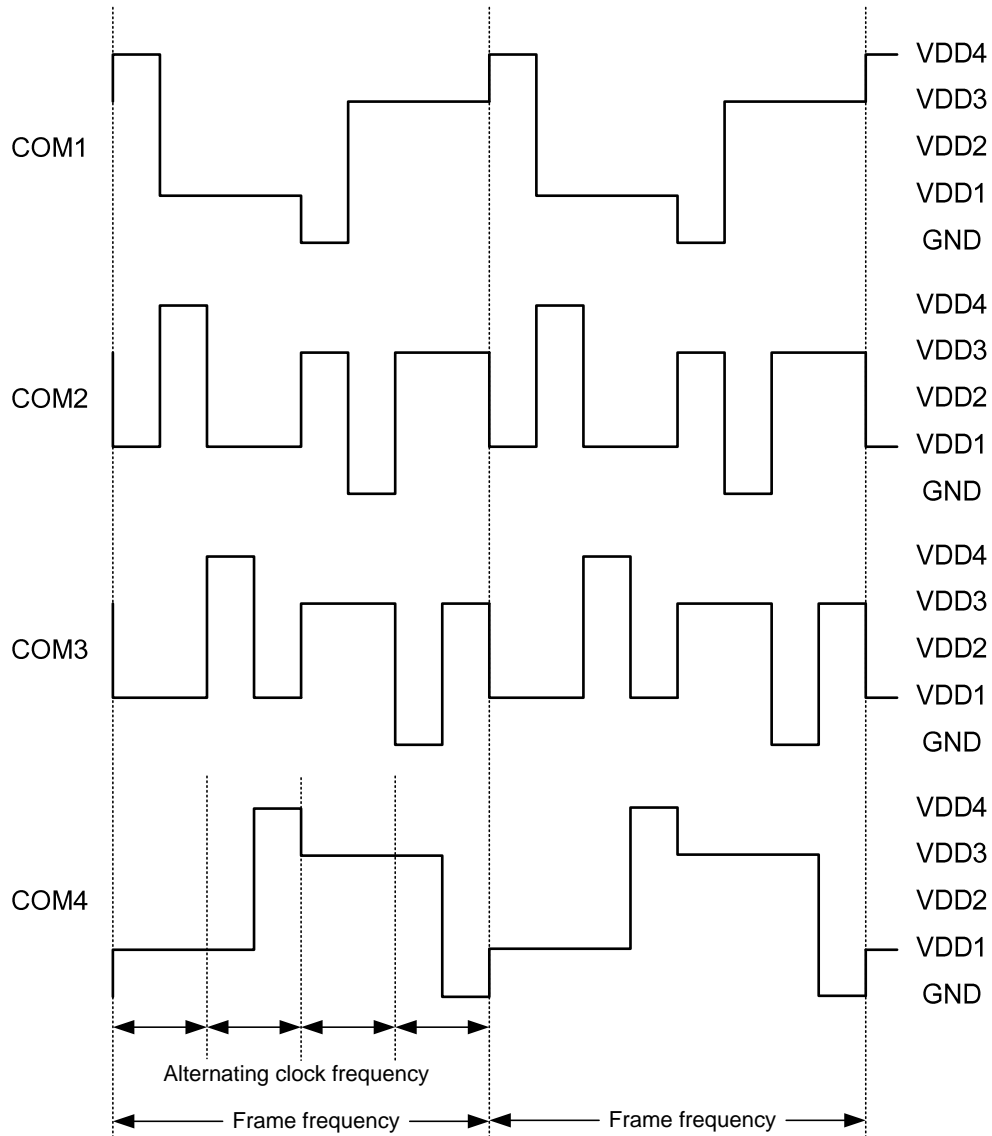 VDD4
VDD3
COM1
VDD2
VDD1
GND
VDD4
VDD3
COM2
VDD2
VDD1
GND
VDD4
VDD3
COM3
VDD2
VDD1
GND
VDD4
VDD3
COM4
VDD2
VDD1
GND
Alternating clock frequency
Frame frequency
Frame frequency